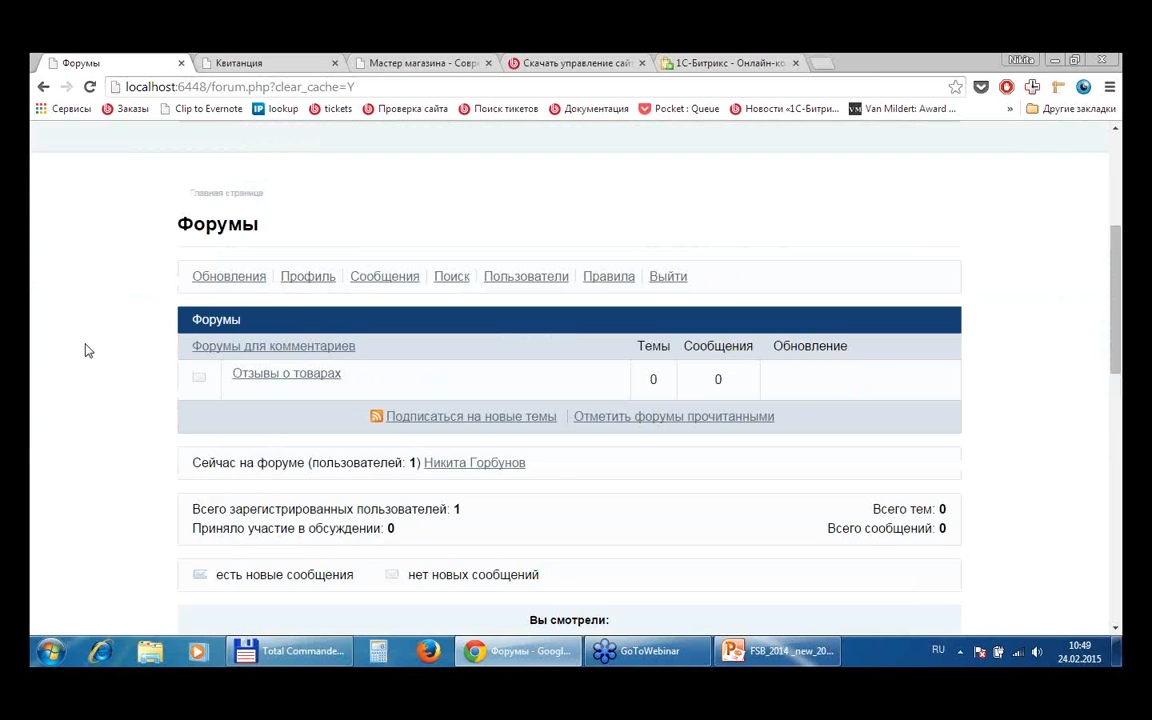 Форумы
Квитанция
Мастер магазина - Совр
Скачать управление сай
1С-Битрикс - Онлайн-ко
Nikita
localhost:6448/forum.php?clear_cache=Y
Сервисы
Заказы
Clip to Evernote
IP lookup
tickets
Проверка сайта
Поиск тикетов
Документация
Pocket : Queue
Новости «1С-Битри...
VM Van Mildert: Award ...
»
Другие закладки
Главная страница
Форумы
Обновления
Профиль
Сообщения
Поиск
Пользователи
Правила
Выйти
Форумы
Форумы для комментариев Темы Сообщения Обновление
Отзывы о товарах 0 0
Подписаться на новые темы
Отметить форумы прочитанными
Сейчас на форуме (пользователей: 1) Никита Горбунов
Всего зарегистрированных пользователей: 1 Всего тем: 0
Приняло участие в обсуждении: 0 Всего сообщений: 0
есть новые сообщения
нет новых сообщений
Вы смотрели:
Total Commande...
Форумы - Googl...
GoToWebinar
FSB_2014 _new_20...
RU
10:49
24.02.2015